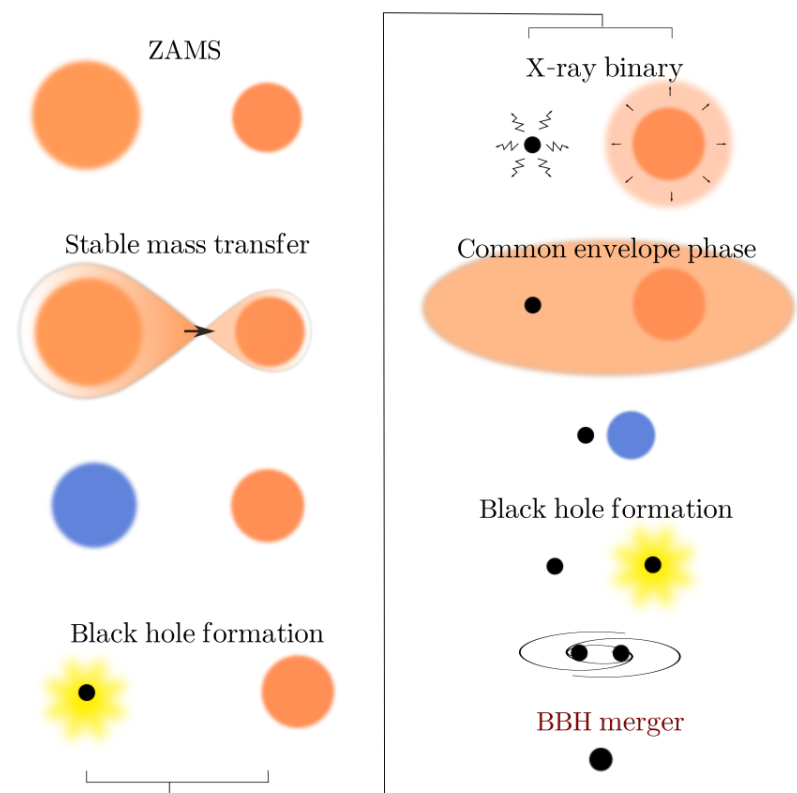 ZAMS
Stable mass transfer
Black hole formation
X-ray binary
Common envelope phase
Black hole formation
BBH merger